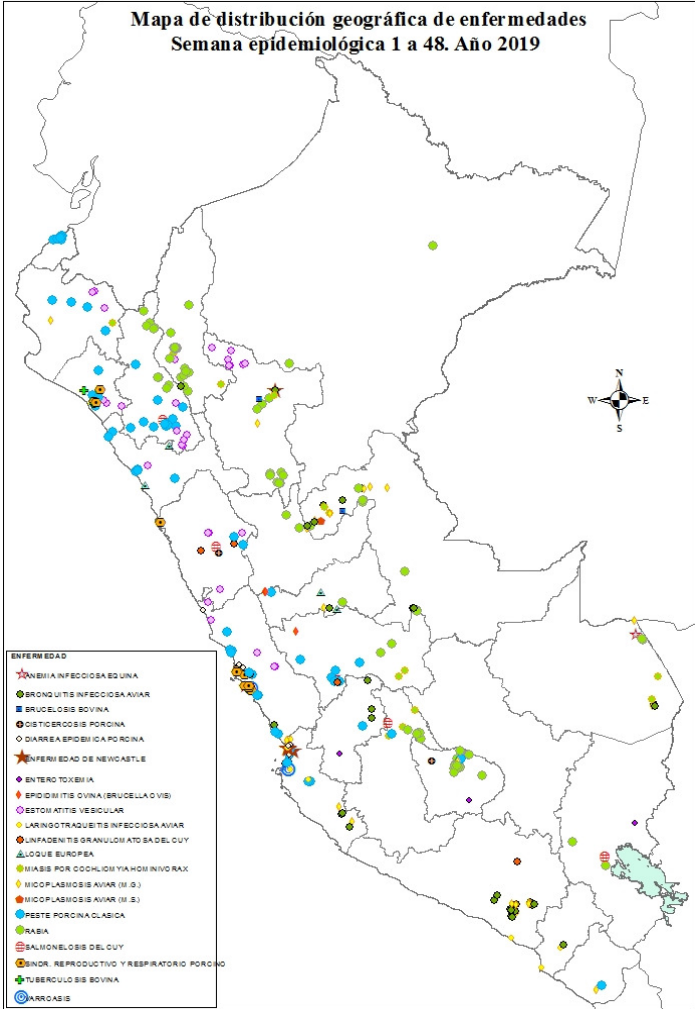 Mapa de distribución geográfica de enfermedades
Semana epidemiológica 1 a 48. Año 2019
N
W
E
S
ENFERMEDAD
ANEMIA INFECCIOSA EQUINA
BRONQUITIS INFECCIOSA AVIAR
BRUCELOSIS BOVINA
CISTICERCOSIS PORCINA
DIARREA EPIDEMICA PORCINA
ENFERMEDAD DE NEWCASTLE
ENTEROTOXEMIA
EPIDIDIMITIS OVINA (BRUCELLA OVIS)
ESTOMATITIS VESICULAR
LARINGOTRAQUEITIS INFECCIOSA AVIAR
LINFADENITIS GRANULOMATOSA DEL CUY
LOQUE EUROPEA
MIASIS POR COCHLIOMYIA HOMINIVORAX
MICOPLASMOSIS AVIAR (M.G.)
MICOPLASMOSIS AVIAR (M.S.)
PESTE PORCINA CLASICA
RABIA
SALMONELOSIS DEL CUY
SINDR. REPRODUCTIVO Y RESPIRATORIO PORCINO
TUBERCULOSIS BOVINA
VARROASIS